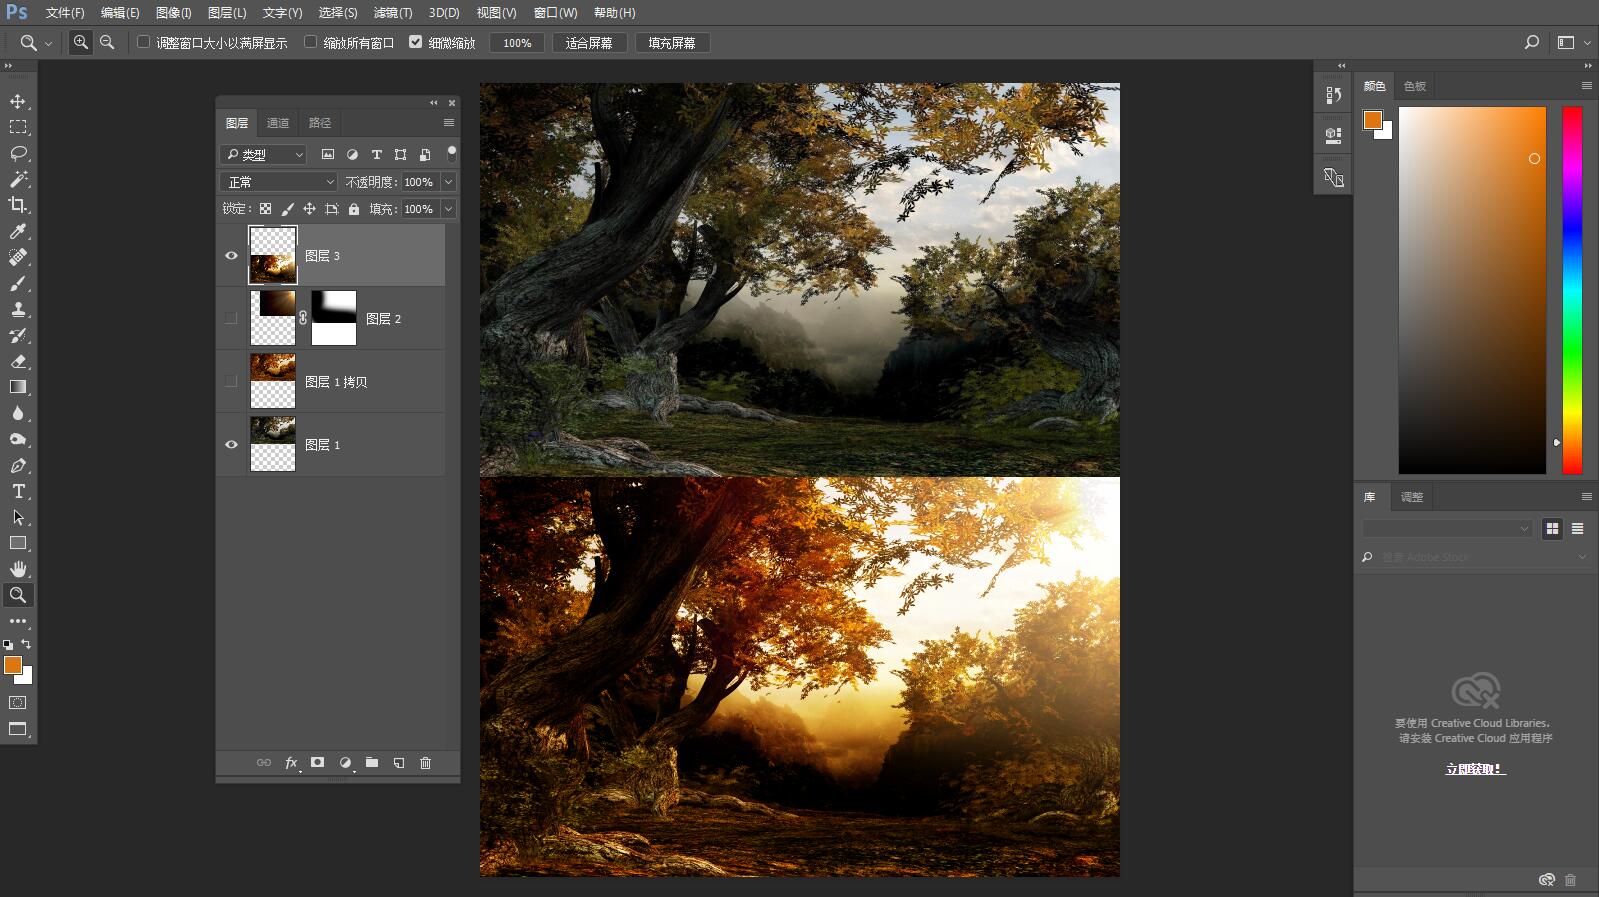 Ps 文件(F) 编辑(E) 图像(I) 图层(L) 文字(Y) 选择(S) 滤镜(T) 3D(D) 视图(V) 窗口(W) 帮助(H)
调整窗口大小以满屏显示 缩放所有窗口 细微缩放 100% 适合屏幕 填充屏幕
图层 通道 路径
类型
正常 不透明度: 100%
锁定: 填充: 100%
图层 3
图层 2
图层 1 拷贝
图层 1
fx
颜色 色板
库 调整
搜索 Adobe Stock
要使用 Creative Cloud Libraries,
请安装 Creative Cloud 应用程序
立即获取!